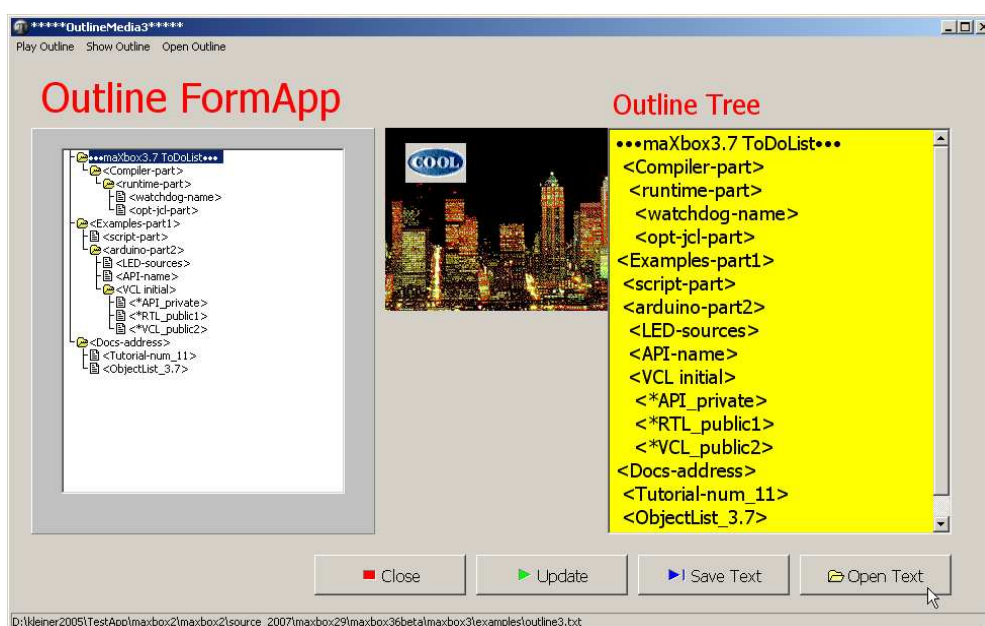 *****OutlineMedia3*****
Play Outline Show Outline Open Outline
Outline FormApp
Outline Tree
•••maXbox3.7 ToDoList•••
<Compiler-part>
<runtime-part>
<watchdog-name>
<opt-jcl-part>
<Examples-part1>
<script-part>
<arduino-part2>
<LED-sources>
<API-name>
<VCL initial>
<*API_private>
<*RTL_public1>
<*VCL_public2>
<Docs-address>
<Tutorial-num_11>
<ObjectList_3.7>
COOL
•••maXbox3.7 ToDoList•••
<Compiler-part>
<runtime-part>
<watchdog-name>
<opt-jcl-part>
<Examples-part1>
<script-part>
<arduino-part2>
<LED-sources>
<API-name>
<VCL initial>
<*API_private>
<*RTL_public1>
<*VCL_public2>
<Docs-address>
<Tutorial-num_11>
<ObjectList_3.7>
Close Update Save Text Open Text
D:\kleiner2005\TestApp\maxbox2\maxbox2\source_2007\maxbox29\maxbox36beta\maxbox3\examples\outline3.txt